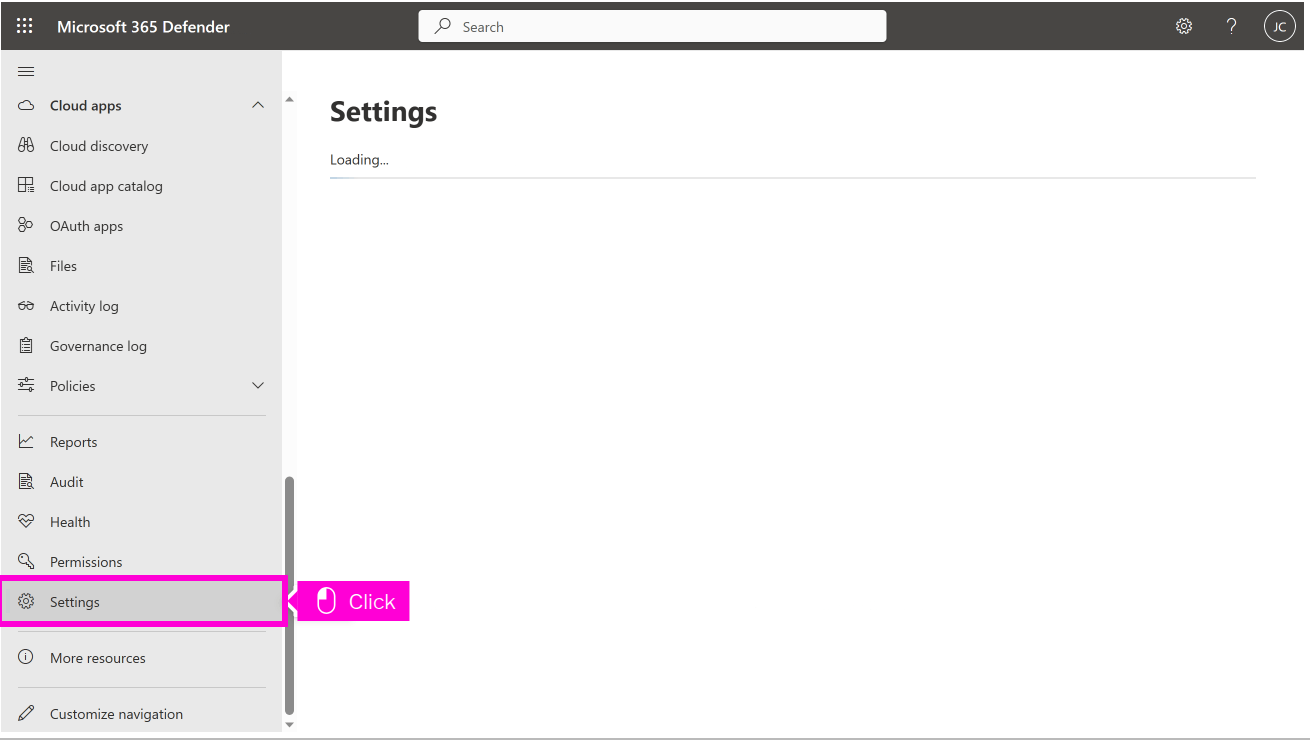 Microsoft 365 Defender
Search
JC
Cloud apps
Cloud discovery
Cloud app catalog
OAuth apps
Files
Activity log
Governance log
Policies
Reports
Audit
Health
Permissions
Settings
More resources
Customize navigation
Settings
Loading...
Click